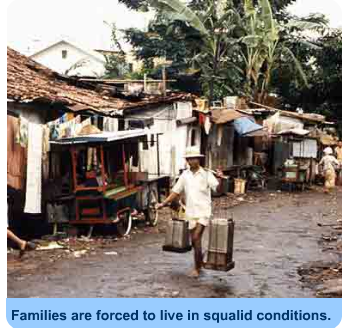 Families are forced to live in squalid conditions.